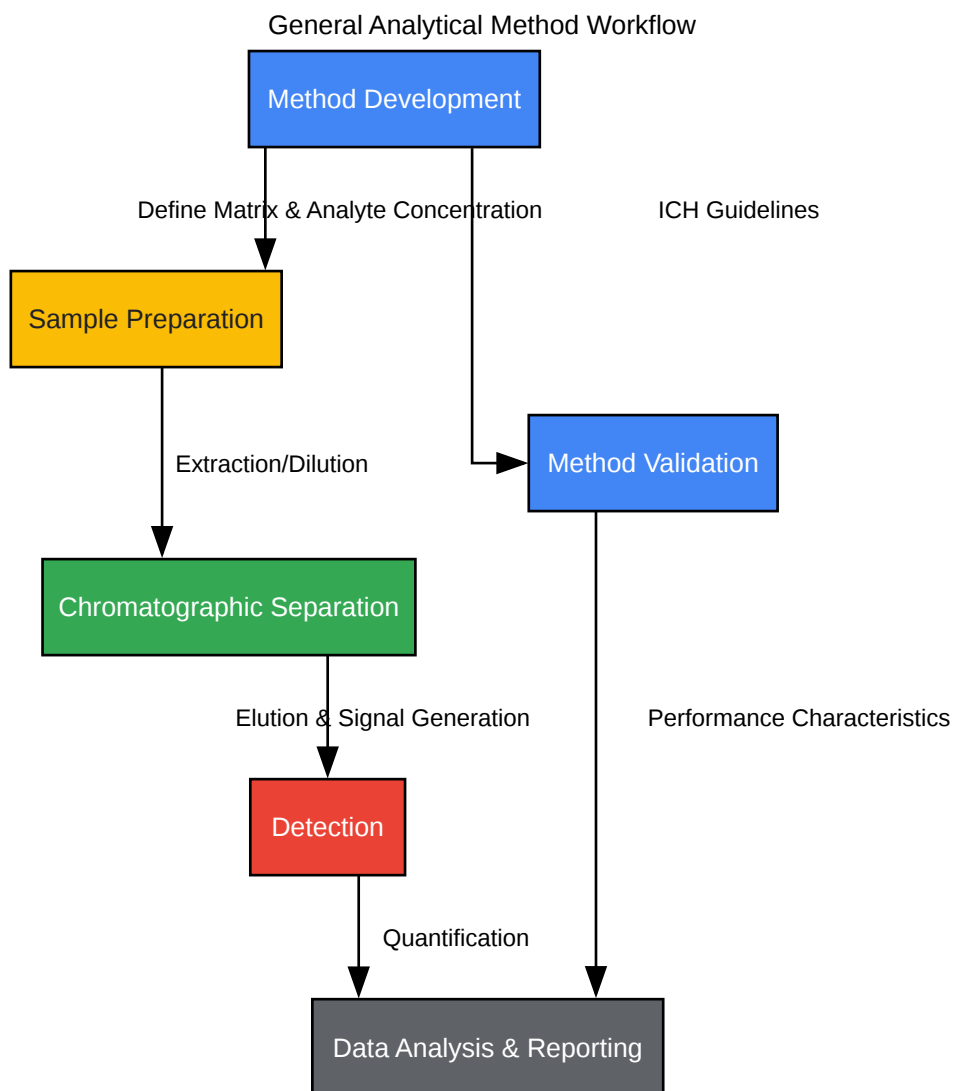 General Analytical Method Workflow
Method Development
Define Matrix & Analyte Concentration
ICH Guidelines
Sample Preparation
Extraction/Dilution
Method Validation
Chromatographic Separation
Elution & Signal Generation
Performance Characteristics
Detection
Quantification
Data Analysis & Reporting